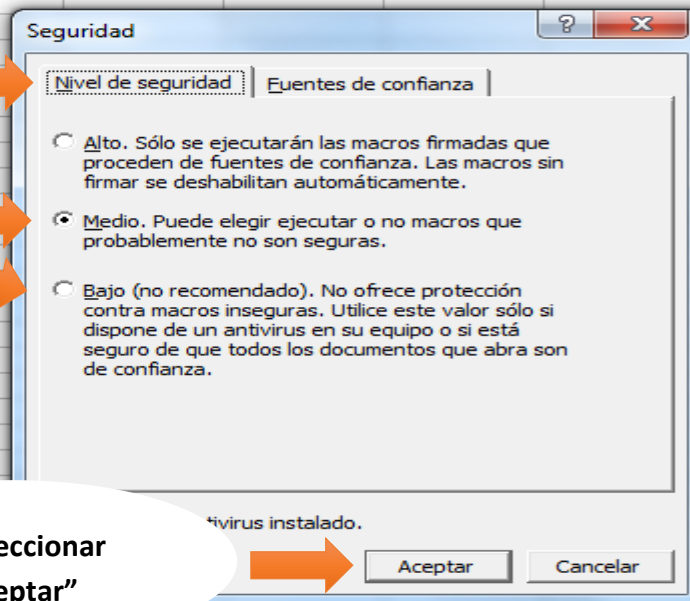 Seguridad
Nivel de seguridad
Fuentes de confianza
Alto. Sólo se ejecutarán las macros firmadas que
proceden de fuentes de confianza. Las macros sin
firmar se deshabilitan automáticamente.
Medio. Puede elegir ejecutar o no macros que
probablemente no son seguras.
Bajo (no recomendado). No ofrece protección
contra macros inseguras. Utilice este valor sólo si
dispone de un antivirus en su equipo o si está
seguro de que todos los documentos que abra son
de confianza.
instalado.
Aceptar
Cancelar